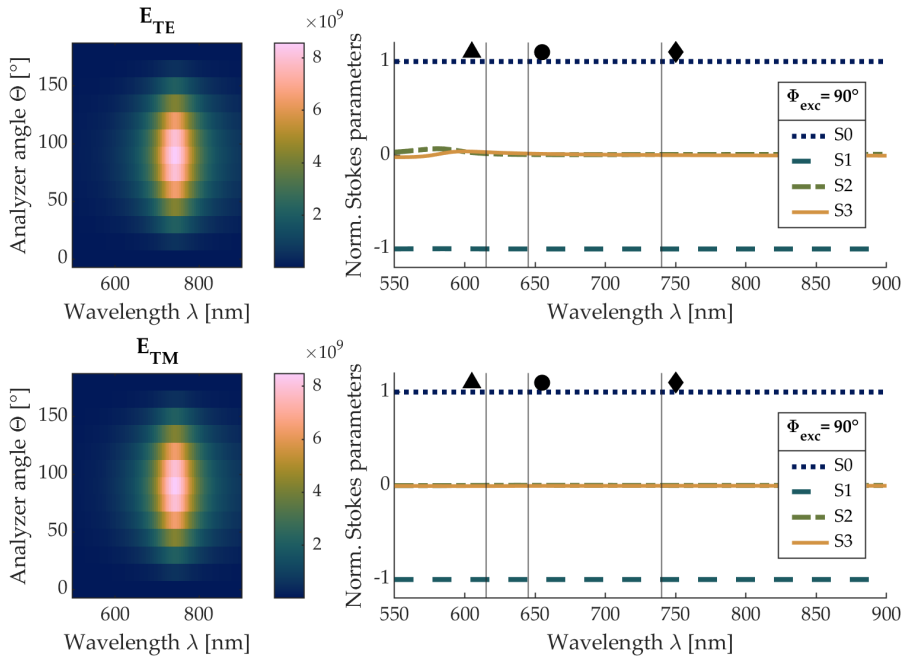 E_TE
×10^9
Analyzer angle Θ [°]
150
100
50
0
600 800
Wavelength λ [nm]
8
6
4
2
Norm. Stokes parameters
1
0
-1
550 600 650 700 750 800 850 900
Wavelength λ [nm]
Φ_exc= 90°
S0
S1
S2
S3
E_TM
×10^9
Analyzer angle Θ [°]
150
100
50
0
600 800
Wavelength λ [nm]
8
6
4
2
Norm. Stokes parameters
1
0
-1
550 600 650 700 750 800 850 900
Wavelength λ [nm]
Φ_exc= 90°
S0
S1
S2
S3